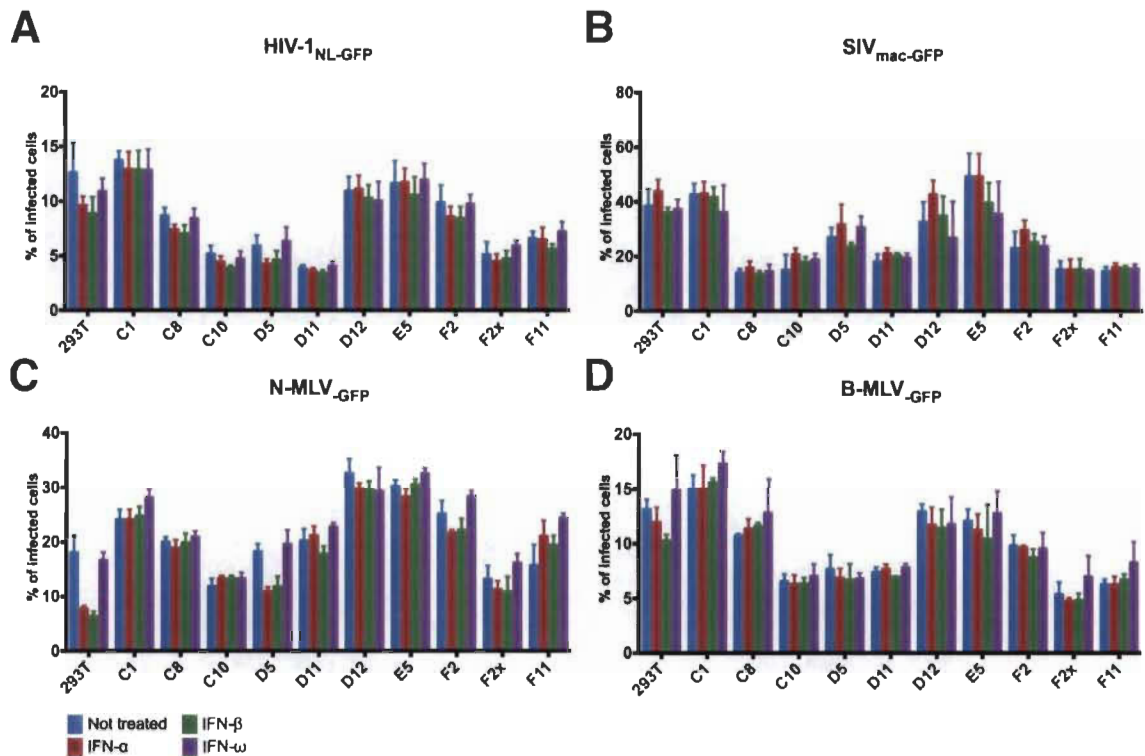 A
HIV-1NL-GFP
% of infected cells
20
15
10
5
0
293T C1 C8 C10 D5 D11 D12 E5 F2 F2x F11
B
SIVmac-GFP
% of infected cells
80
60
40
20
0
293T C1 C8 C10 D5 D11 D12 E5 F2 F2x F11
C
N-MLV-GFP
% of infected cells
40
30
20
10
0
293T C1 C8 C10 D5 D11 D12 E5 F2 F2x F11
D
B-MLV-GFP
% of infected cells
20
15
10
5
0
293T C1 C8 C10 D5 D11 D12 E5 F2 F2x F11
Not treated
IFN-α
IFN-β
IFN-ω